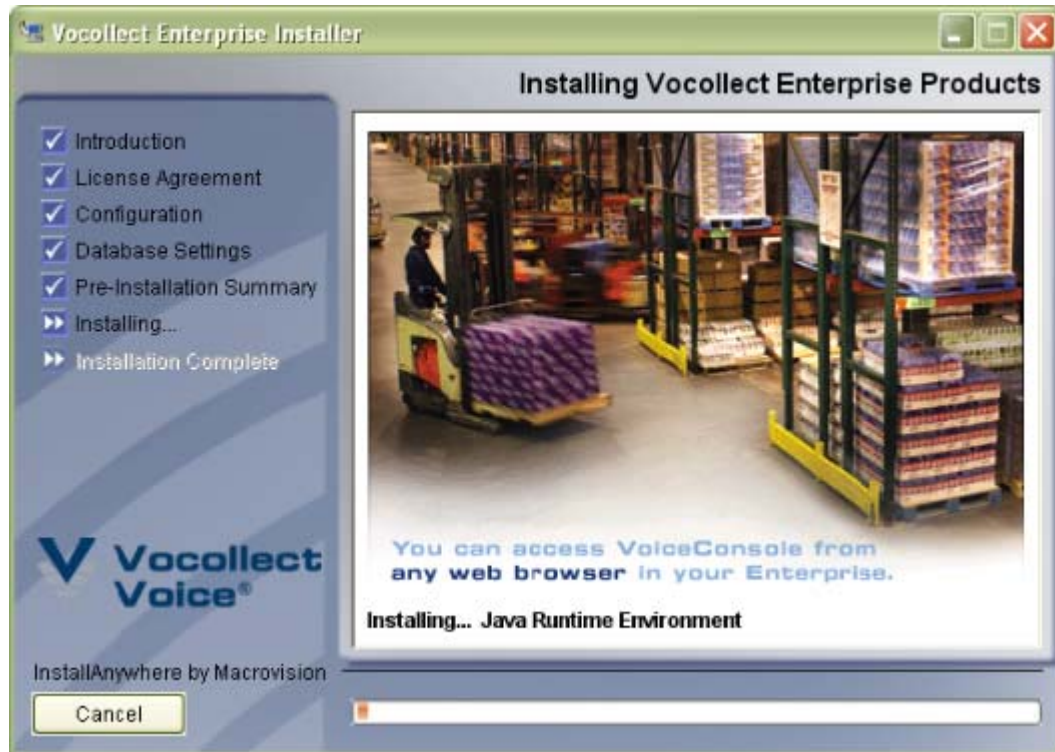 Vocollect Enterprise Installer
Installing Vocollect Enterprise Products
Introduction
License Agreement
Configuration
Database Settings
Pre-Installation Summary
Installing...
Installation Complete
Vocollect
Voice®
You can access VoiceConsole from
any web browser in your Enterprise.
Installing... Java Runtime Environment
InstallAnywhere by Macrovision
Cancel